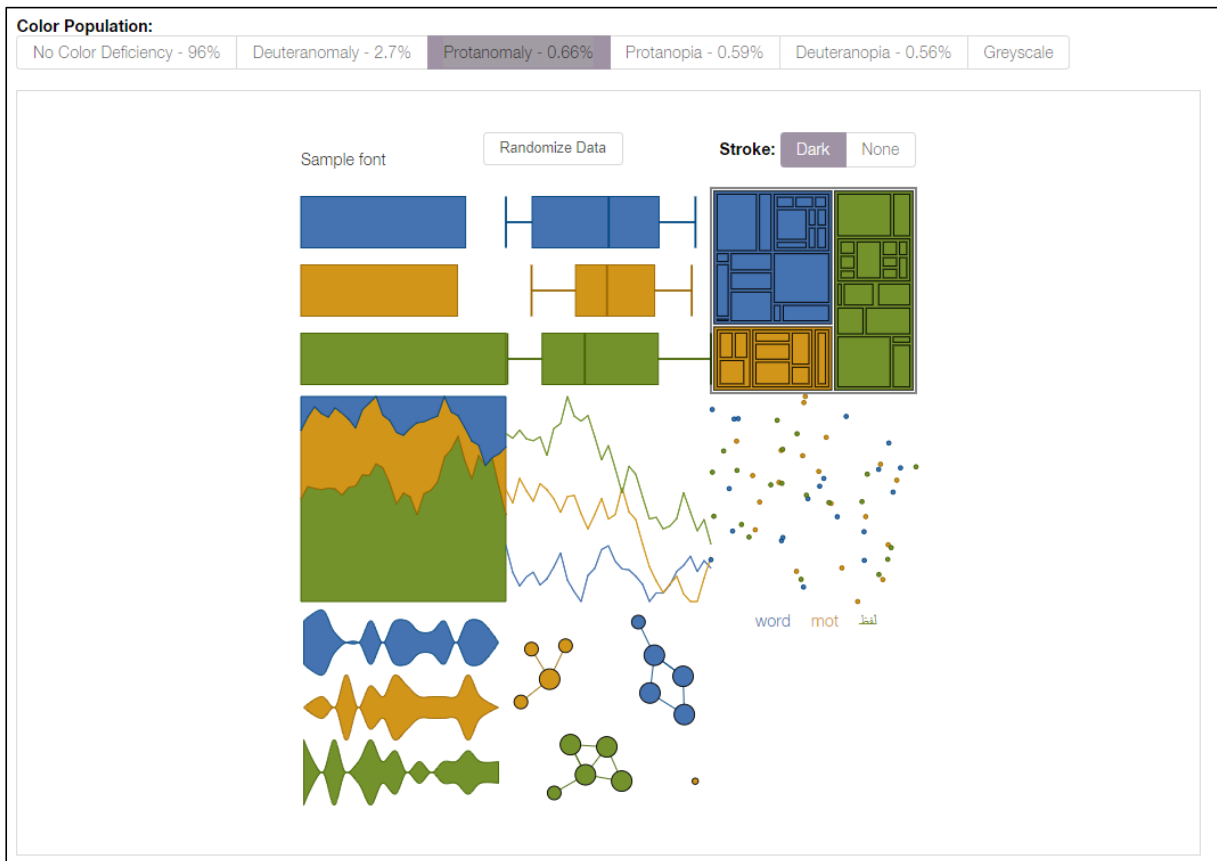 Color Population:
No Color Deficiency - 96% Deuteranomaly - 2.7% Protanomaly - 0.66% Protanopia - 0.59% Deuteranopia - 0.56% Greyscale
Sample font Randomize Data Stroke: Dark None
word mot لَفظ